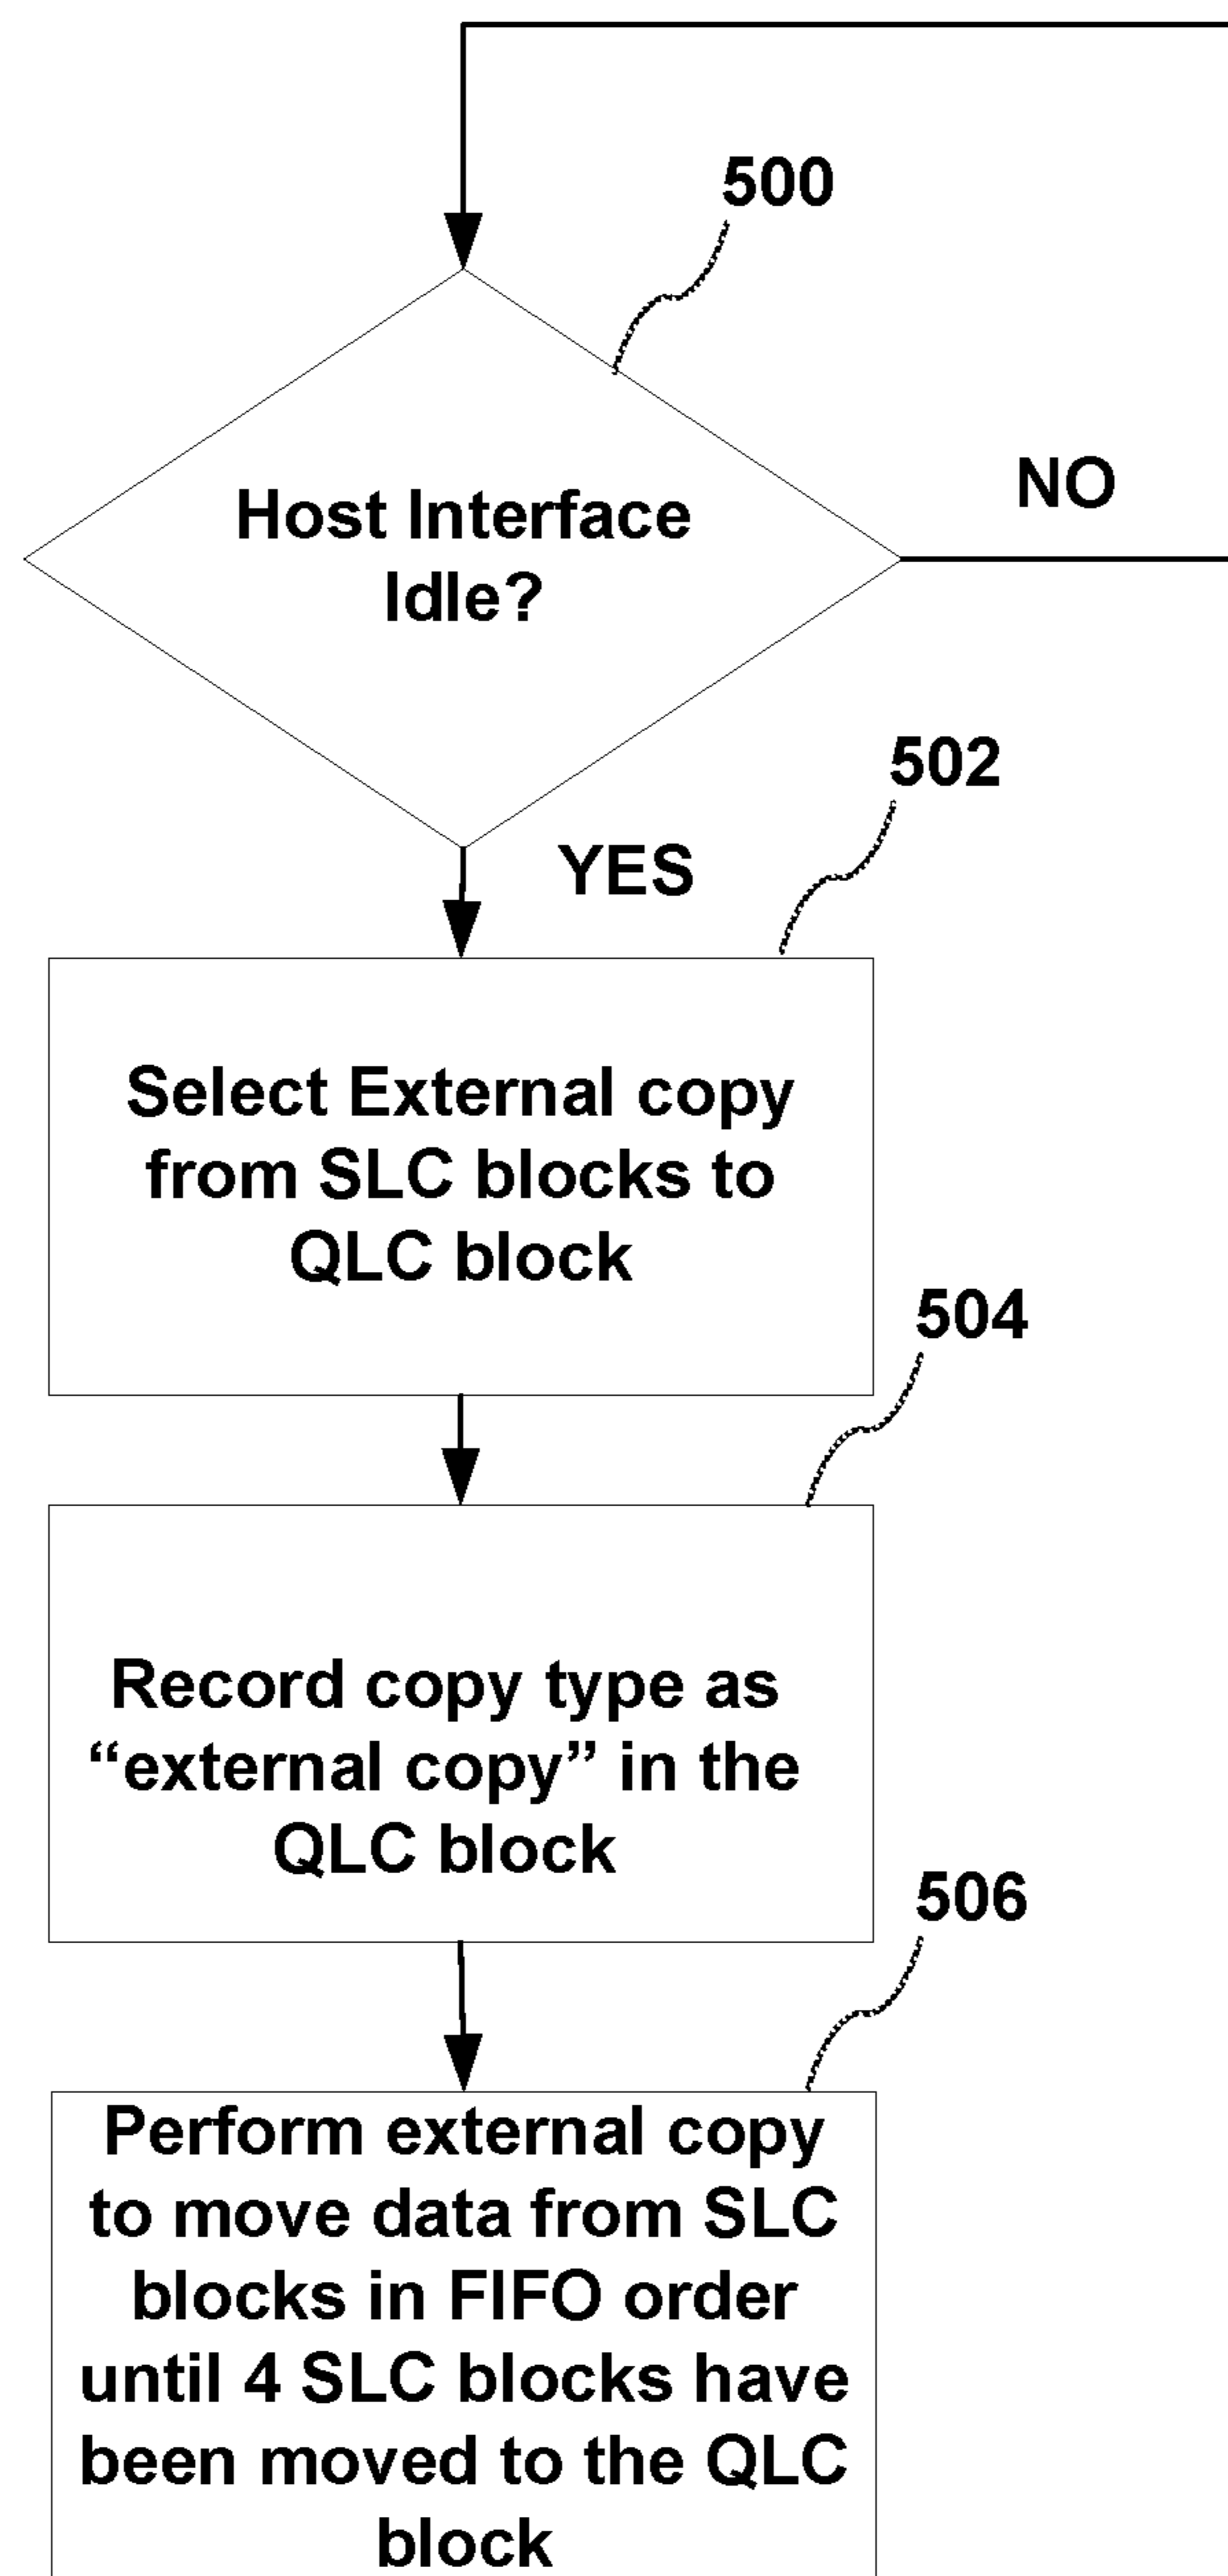 500
Host Interface
Idle?
NO
502
YES
Select External copy
from SLC blocks to
QLC block
504
Record copy type as
“external copy” in the
QLC block
506
Perform external copy
to move data from SLC
blocks in FIFO order
until 4 SLC blocks have
been moved to the QLC
block